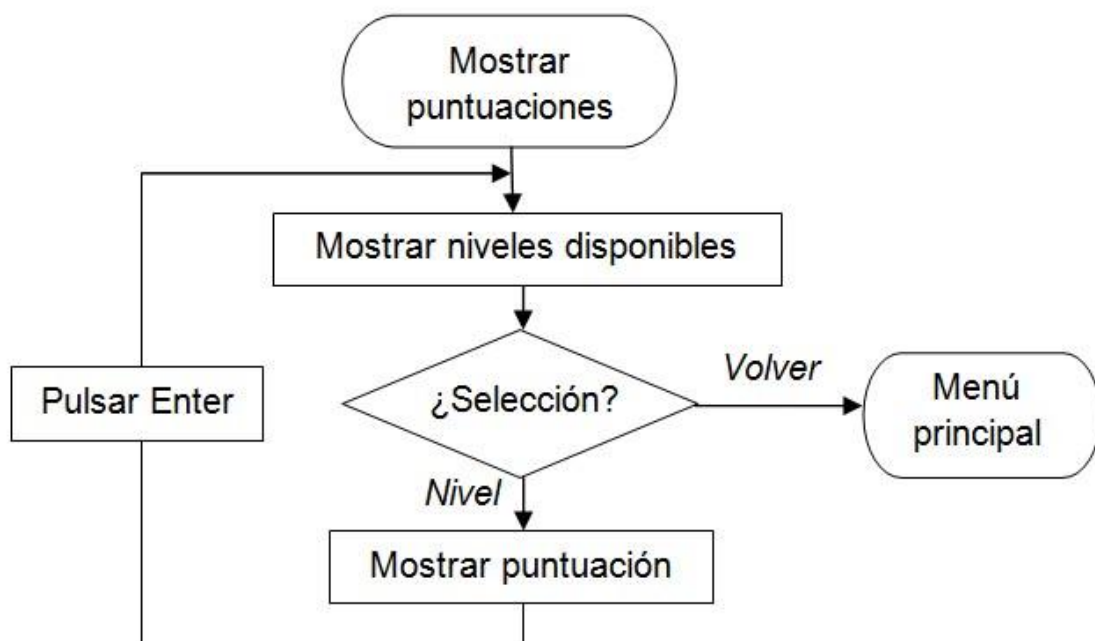 Mostrar
puntuaciones
Mostrar niveles disponibles
¿Selección?
Volver
Menú
principal
Pulsar Enter
Nivel
Mostrar puntuación